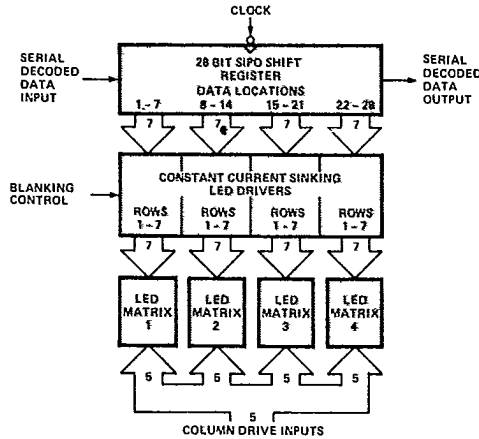 CLOCK
SERIAL
DECODED
DATA
INPUT
28 BIT SIPO SHIFT
REGISTER
DATA LOCATIONS
1-7 8-14 15-21 22-28
SERIAL
DECODED
DATA
OUTPUT
7 7 7 7
BLANKING
CONTROL
CONSTANT CURRENT SINKING
LED DRIVERS
ROWS ROWS ROWS ROWS
1-7 1-7 1-7 1-7
7 7 7 7
LED LED LED LED
MATRIX MATRIX MATRIX MATRIX
1 2 3 4
5 5 5 5
5
COLUMN DRIVE INPUTS